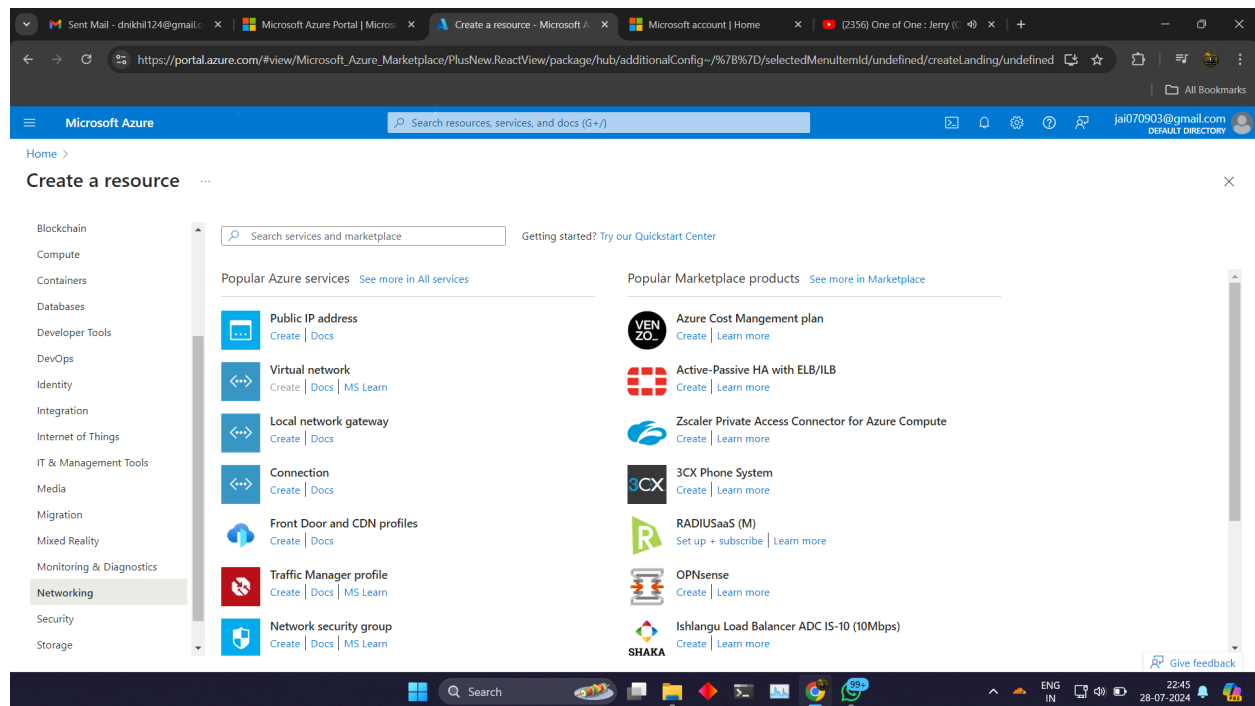 Sent Mail - dnikhil124@gmail.c
Microsoft Azure Portal | Micros
Create a resource - Microsoft A
Microsoft account | Home
(2356) One of One : Jerry (
https://portal.azure.com/#view/Microsoft_Azure_Marketplace/PlusNew.ReactView/package/hub/additionalConfig~/%7B%7D/selectedMenuItemId/undefined/createLanding/undefined
All Bookmarks
Microsoft Azure
Search resources, services, and docs (G+/)
jai070903@gmail.com
DEFAULT DIRECTORY
Home >
Create a resource ...
Blockchain
Compute
Containers
Databases
Developer Tools
DevOps
Identity
Integration
Internet of Things
IT & Management Tools
Media
Migration
Mixed Reality
Monitoring & Diagnostics
Networking
Security
Storage
Search services and marketplace
Getting started? Try our Quickstart Center
Popular Azure services See more in All services
Public IP address
Create | Docs
Virtual network
Create | Docs | MS Learn
Local network gateway
Create | Docs
Connection
Create | Docs
Front Door and CDN profiles
Create | Docs
Traffic Manager profile
Create | Docs | MS Learn
Network security group
Create | Docs | MS Learn
Popular Marketplace products See more in Marketplace
VEN
ZO_
Azure Cost Mangement plan
Create | Learn more
Active-Passive HA with ELB/ILB
Create | Learn more
Zscaler Private Access Connector for Azure Compute
Create | Learn more
3CX
3CX Phone System
Create | Learn more
R
RADIUSaaS (M)
Set up + subscribe | Learn more
OPNsense
Create | Learn more
SHAKA
Ishlangu Load Balancer ADC IS-10 (10Mbps)
Create | Learn more
Give feedback
Search
99+
ENG
IN
22:45
28-07-2024